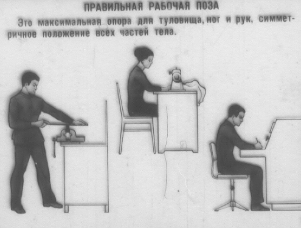 ПРАВИЛЬНАЯ РАБОЧАЯ ПОЗА
Это максимальная опора для туловища, ног и рук, симмет-
ричное положение всех частей тела.